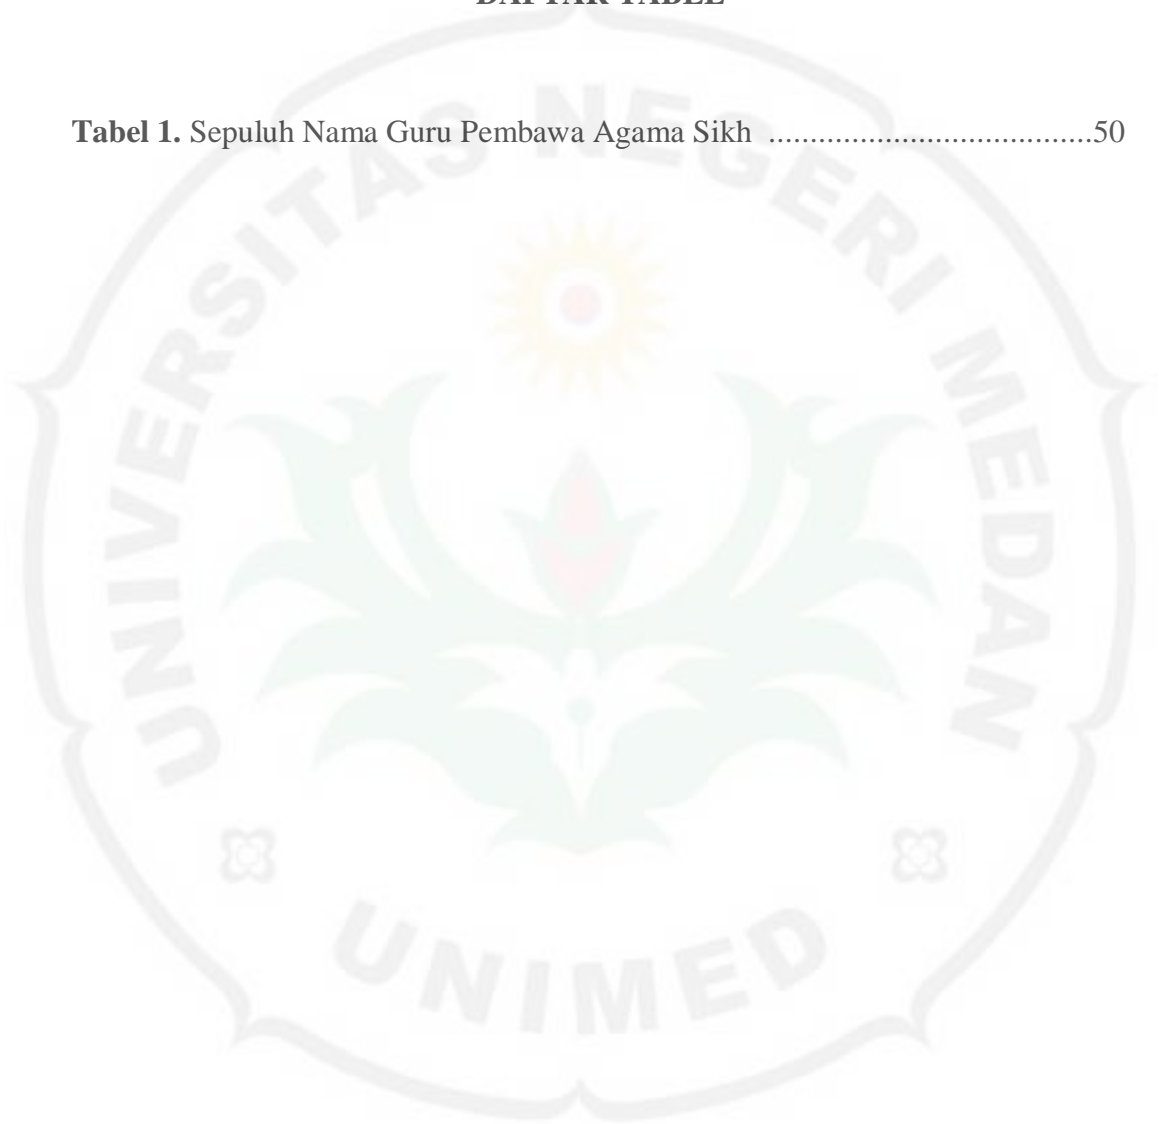 DAFTAR TABEL
Tabel 1. Sepuluh Nama Guru Pembawa Agama Sikh .......................................50
UNIVERSITAS NEGERI MEDAN
UNIMED